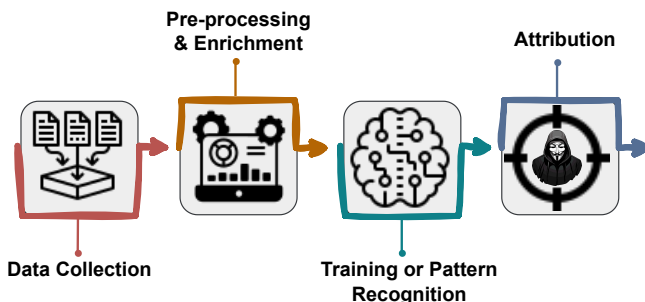 Pre-processing
& Enrichment
Attribution
Data Collection
Training or Pattern
Recognition